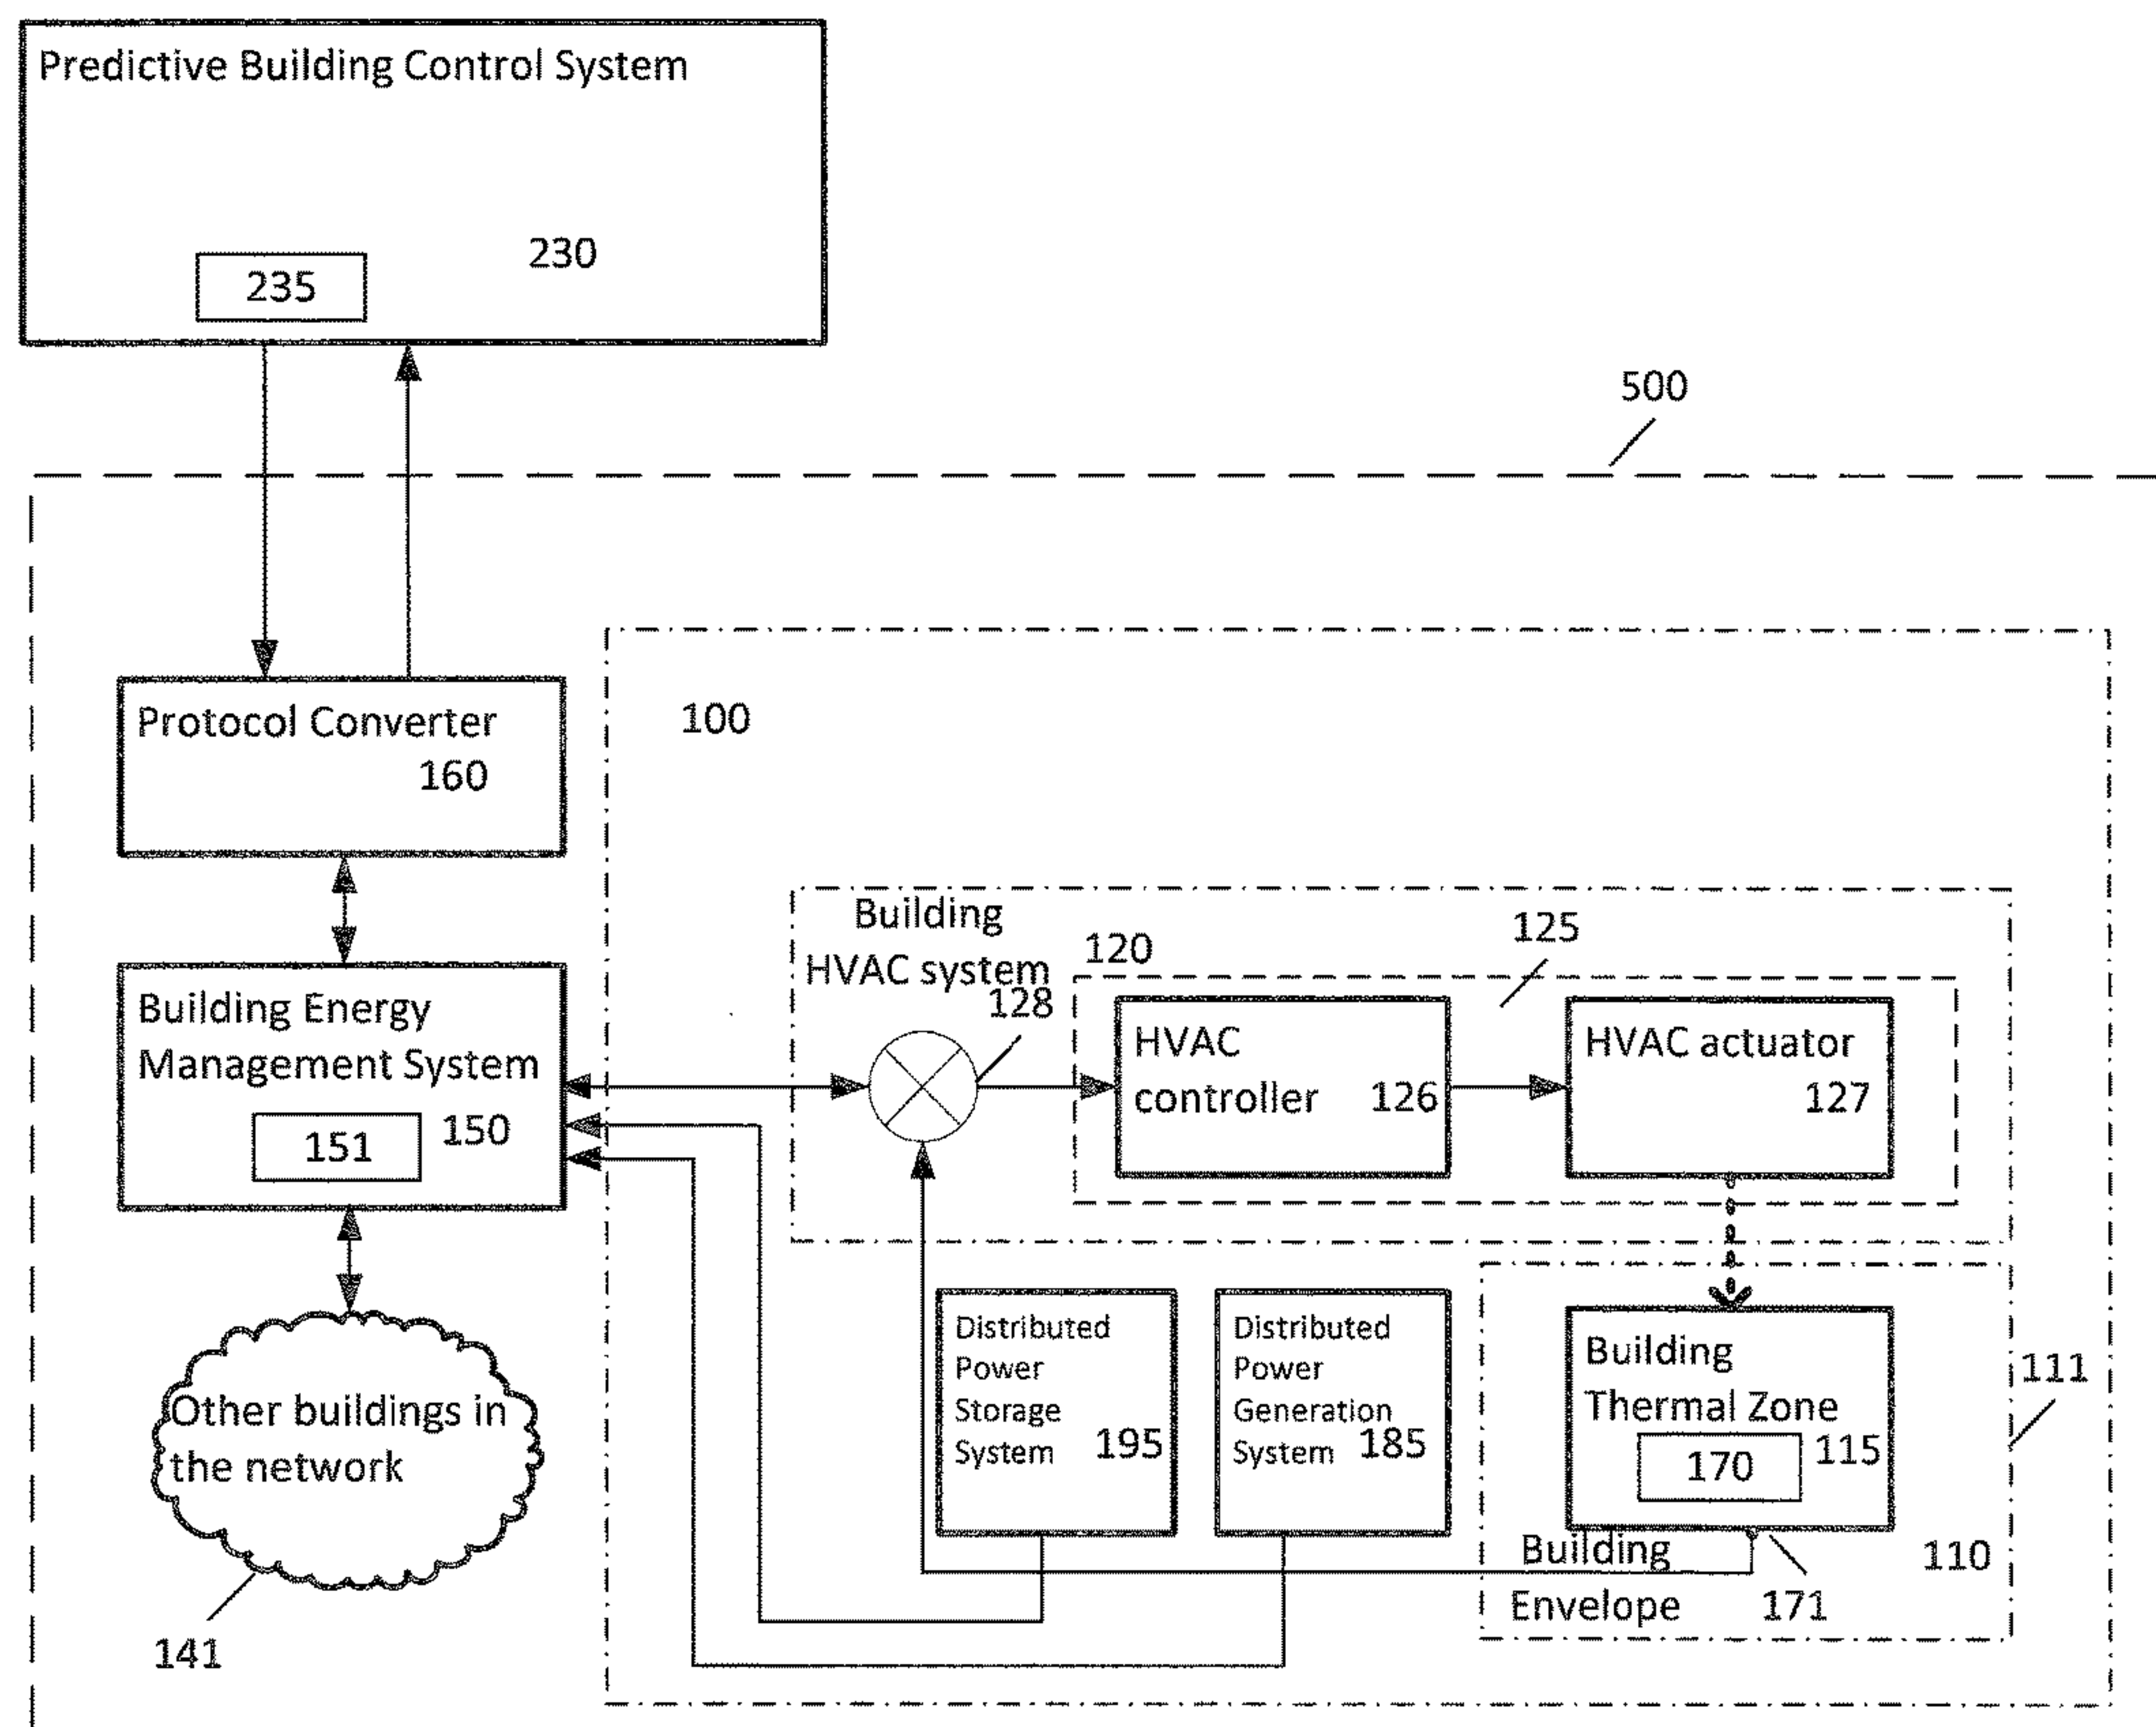 Predictive Building Control System
230
235
500
Protocol Converter
160
100
Building
HVAC system
120
125
128
HVAC
controller 126
HVAC actuator
127
Building Energy
Management System
151
150
Distributed
Power
Storage
System 195
Distributed
Power
Generation
System 185
Building
Thermal Zone
115
170
111
Other buildings in
the network
141
Building
Envelope
110
171